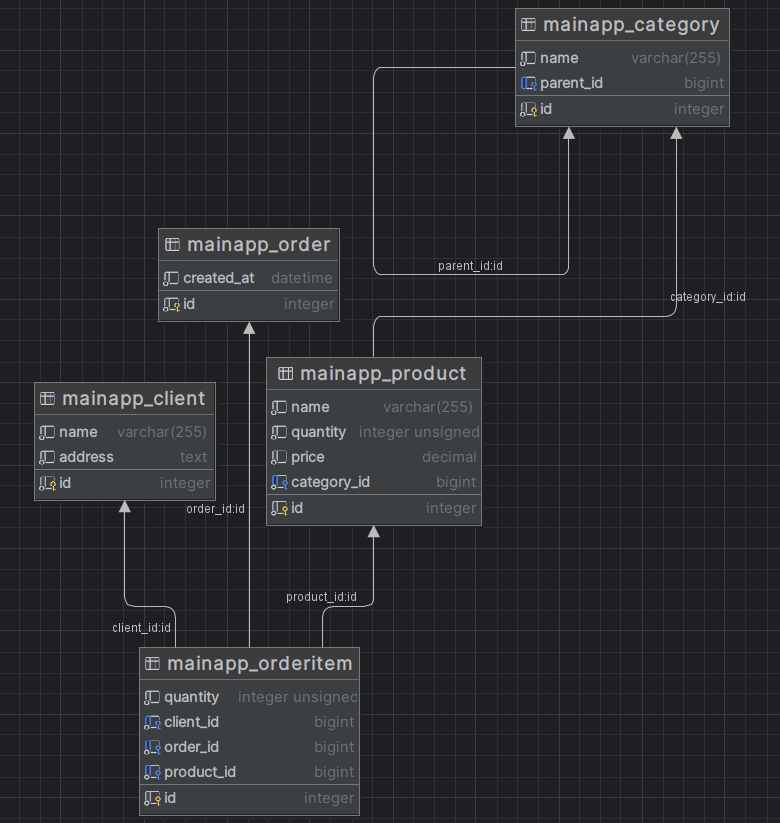 mainapp_category
name varchar(255)
parent_id bigint
id integer
parent_id:id
category_id:id
mainapp_order
created_at datetime
id integer
mainapp_product
name varchar(255)
quantity integer unsigned
price decimal
category_id bigint
id integer
mainapp_client
name varchar(255)
address text
id integer
order_id:id
product_id:id
client_id:id
mainapp_orderitem
quantity integer unsigned
client_id bigint
order_id bigint
product_id bigint
id integer